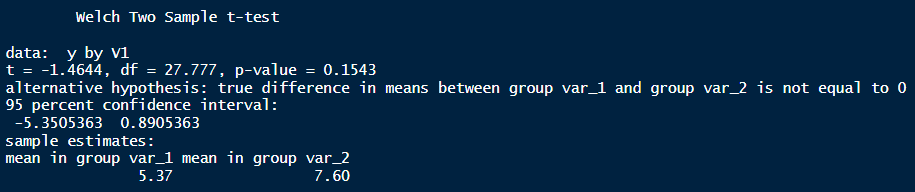 Welch Two Sample t-test
data:  y by V1
t = -1.4644, df = 27.777, p-value = 0.1543
alternative hypothesis: true difference in means between group var_1 and group var_2 is not equal to 0
95 percent confidence interval:
 -5.3505363  0.8905363
sample estimates:
mean in group var_1 mean in group var_2
               5.37                7.60